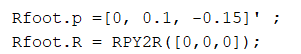 Rfoot.p =[0, 0.1, -0.15]' ;
Rfoot.R = RPY2R([0,0,0]);